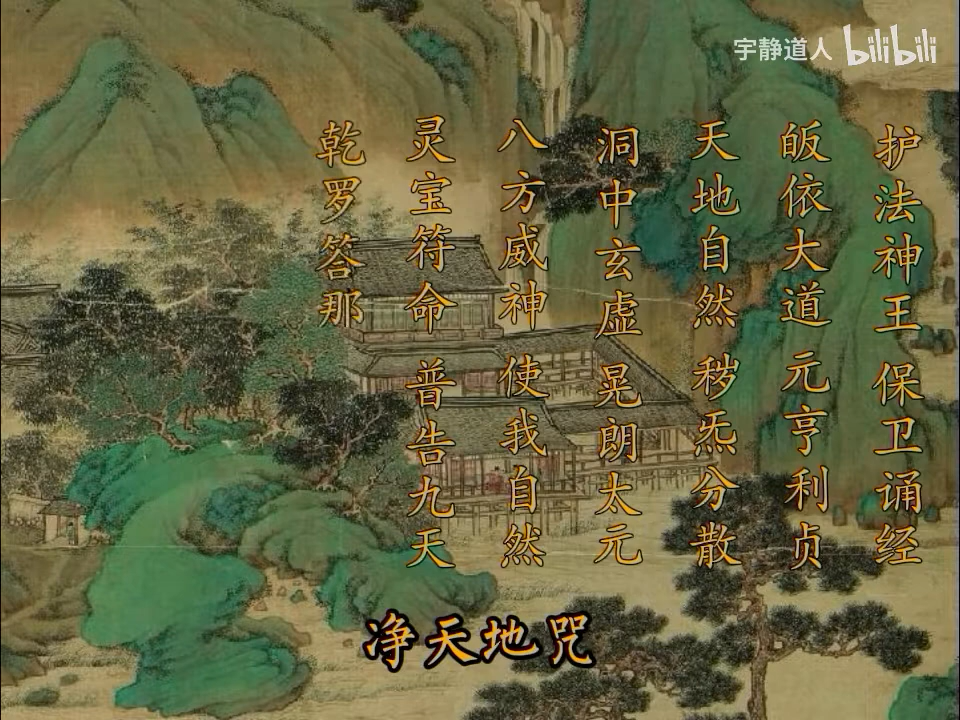 宇静道人 bilibili
护法神王 保卫诵经
皈依大道 元亨利贞
天地自然 秽炁分散
洞中玄虚 晃朗太元
八方威神 使我自然
灵宝符命 普告九天
乾罗答那
净天地咒